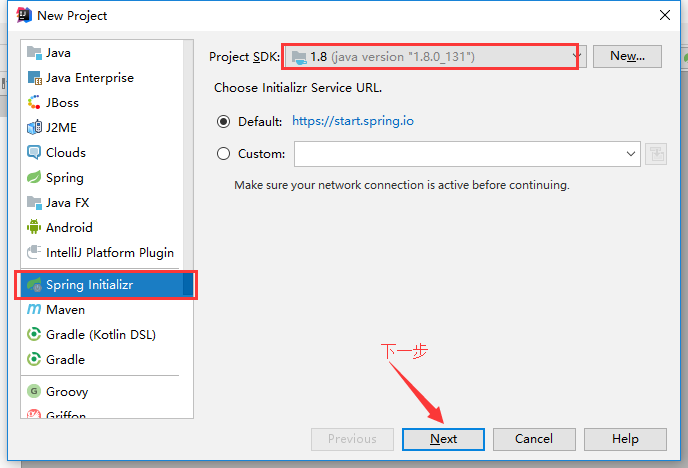 New Project
Java
Java Enterprise
JBoss
J2ME
Clouds
Spring
Java FX
Android
IntelliJ Platform Plugin
Spring Initializr
Maven
Gradle (Kotlin DSL)
Gradle
Groovy
Griffon
Project SDK: 1.8 (java version "1.8.0_131") New...
Choose Initializr Service URL.
Default: https://start.spring.io
Custom:
Make sure your network connection is active before continuing.
下一步
Previous Next Cancel Help